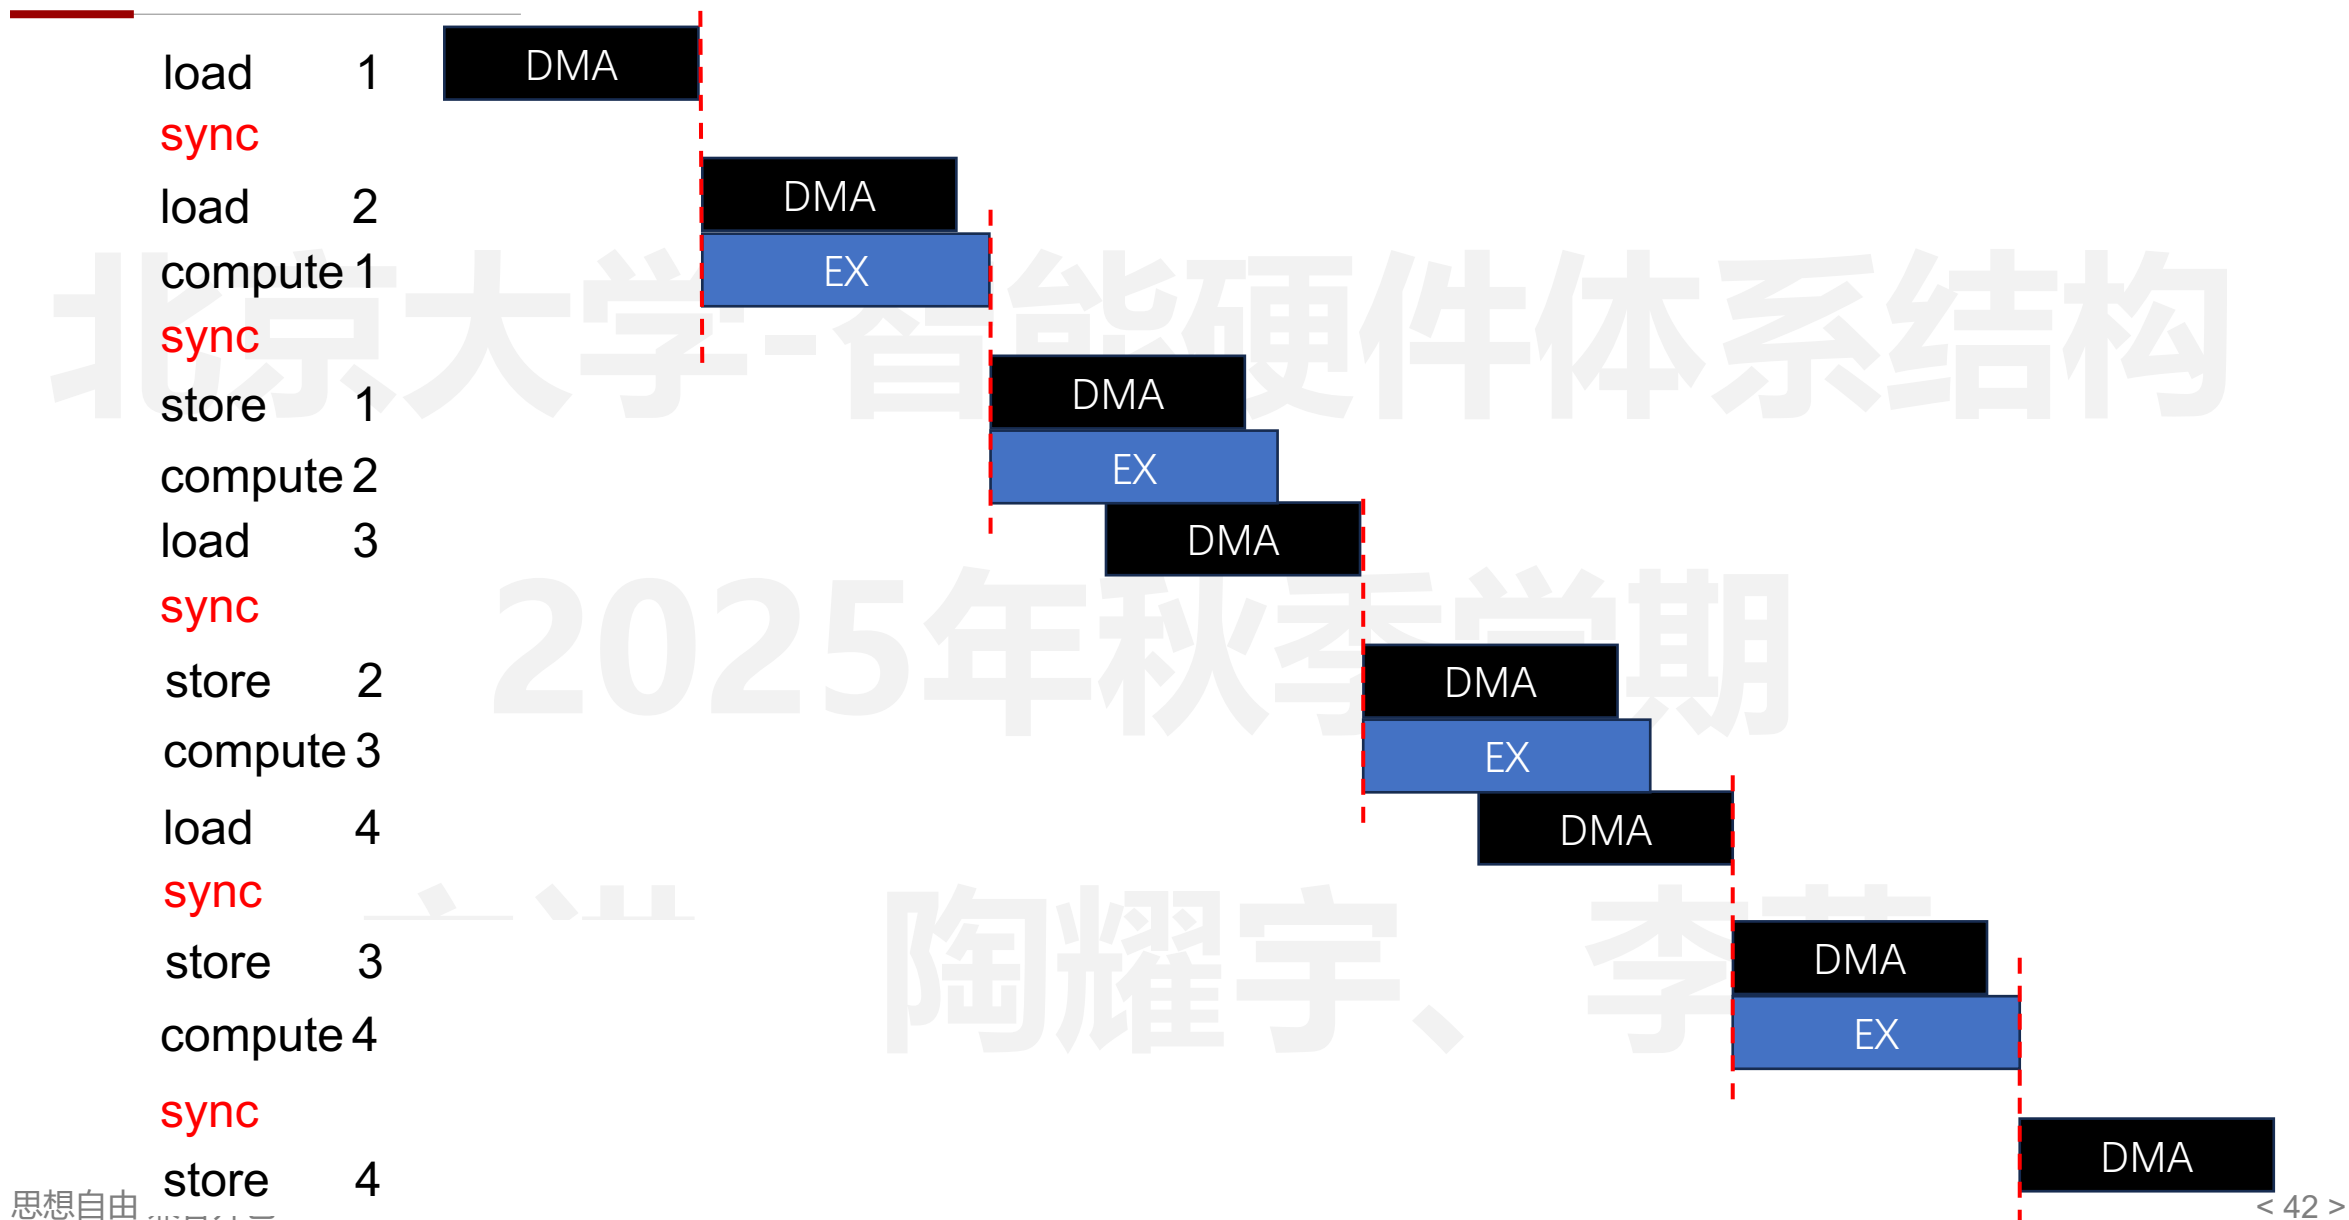 load 1 DMA
sync
load 2 DMA
compute 1 EX
北京大学-智能硬件体系结构
sync
store 1 DMA
compute 2 EX
load 3 DMA
sync
2025年秋季学期
store 2 DMA
compute 3 EX
load 4 DMA
sync
陶耀宇、李
store 3 DMA
compute 4 EX
sync
store 4 DMA
思想自由
< 42 >